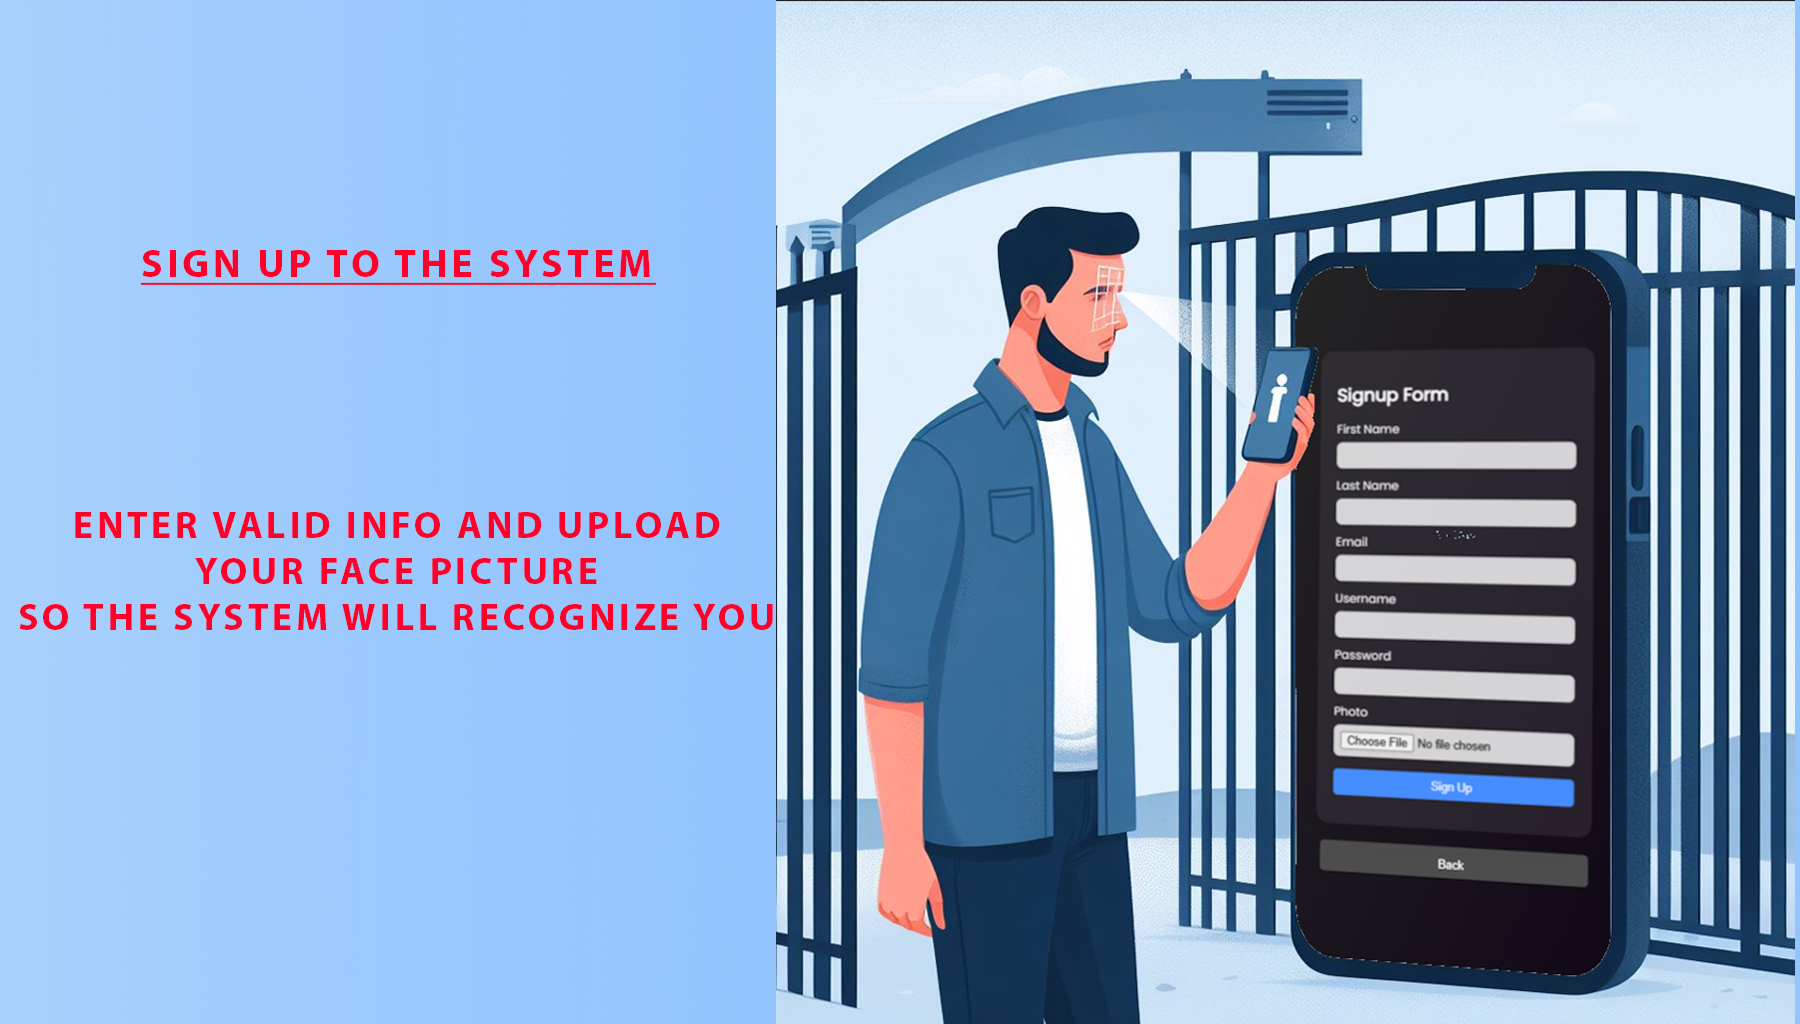 SIGN UP TO THE SYSTEM
ENTER VALID INFO AND UPLOAD
YOUR FACE PICTURE
SO THE SYSTEM WILL RECOGNIZE YOU
Signup Form
First Name
Last Name
Email
Username
Password
Photo
Choose File No file chosen
Sign Up
Back